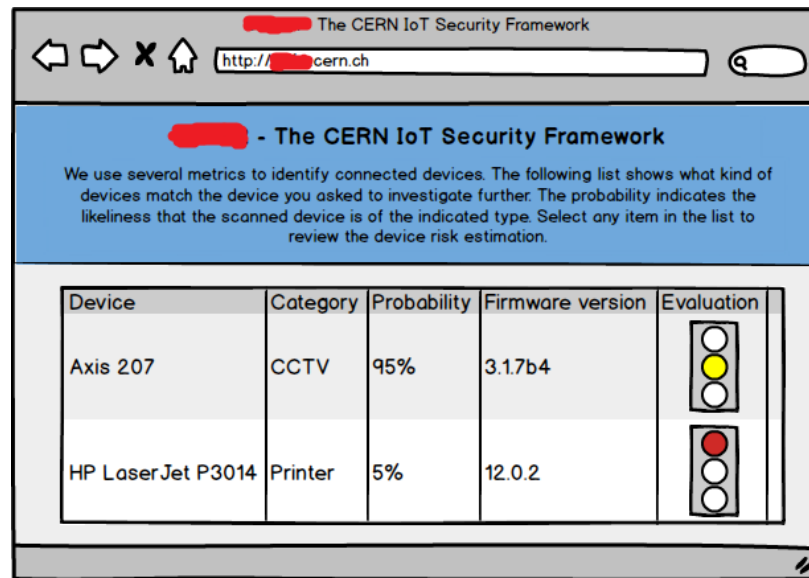 The CERN IoT Security Framework
http:// cern.ch
- The CERN IoT Security Framework
We use several metrics to identify connected devices. The following list shows what kind of
devices match the device you asked to investigate further. The probability indicates the
likeliness that the scanned device is of the indicated type. Select any item in the list to
review the device risk estimation.
Device Category Probability Firmware version Evaluation
Axis 207 CCTV 95% 3.1.7b4
HP LaserJet P3014 Printer 5% 12.0.2